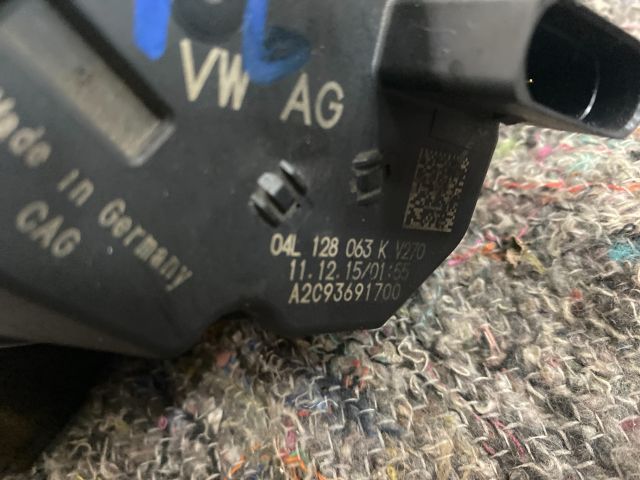 VW AG
Made in Germany
CAG
04L 128 063 K V270
11.12.15/01:55
A2C93691700